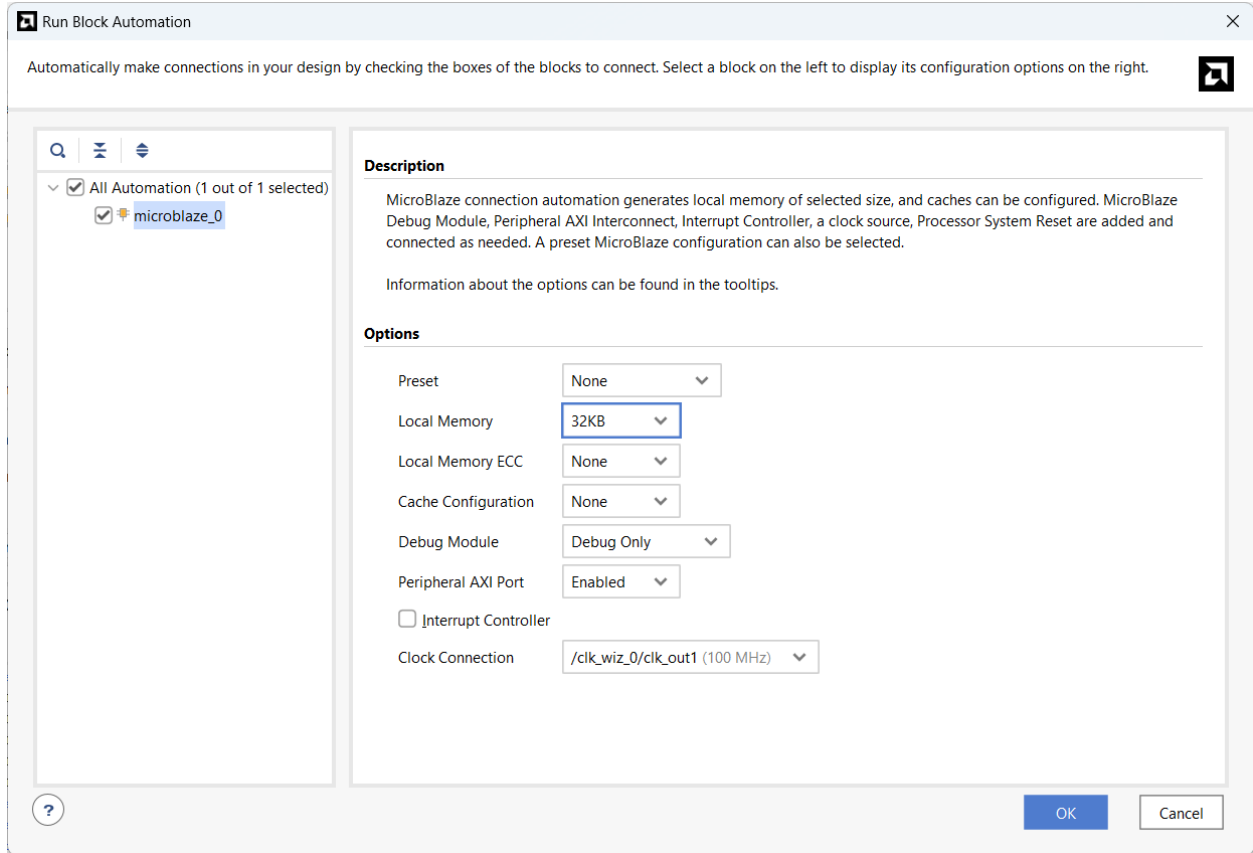 Run Block Automation
Automatically make connections in your design by checking the boxes of the blocks to connect. Select a block on the left to display its configuration options on the right.
All Automation (1 out of 1 selected)
microblaze_0
Description
MicroBlaze connection automation generates local memory of selected size, and caches can be configured. MicroBlaze
Debug Module, Peripheral AXI Interconnect, Interrupt Controller, a clock source, Processor System Reset are added and
connected as needed. A preset MicroBlaze configuration can also be selected.
Information about the options can be found in the tooltips.
Options
Preset None
Local Memory 32KB
Local Memory ECC None
Cache Configuration None
Debug Module Debug Only
Peripheral AXI Port Enabled
Interrupt Controller
Clock Connection /clk_wiz_0/clk_out1 (100 MHz)
?
OK Cancel